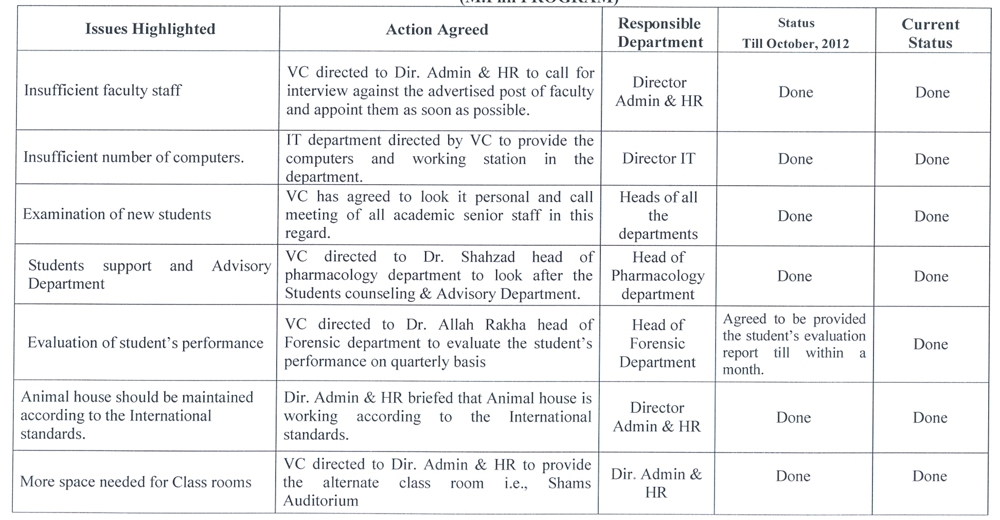 (M.Phil PROGRAM)
Issues Highlighted
Action Agreed
Responsible
Department
Status
Till October, 2012
Current
Status
Insufficient faculty staff
VC directed to Dir. Admin & HR to call for
interview against the advertised post of faculty
and appoint them as soon as possible.
Director
Admin & HR
Done
Done
Insufficient number of computers.
IT department directed by VC to provide the
computers and working station in the
department.
Director IT
Done
Done
Examination of new students
VC has agreed to look it personal and call
meeting of all academic senior staff in this
regard.
Heads of all
the
departments
Done
Done
Students support and Advisory
Department
VC directed to Dr. Shahzad head of
pharmacology department to look after the
Students counseling & Advisory Department.
Head of
Pharmacology
department
Done
Done
Evaluation of student's performance
VC directed to Dr. Allah Rakha head of
Forensic department to evaluate the student's
performance on quarterly basis
Head of
Forensic
Department
Agreed to be provided
the student's evaluation
report till within a
month.
Done
Animal house should be maintained
according to the International
standards.
Dir. Admin & HR briefed that Animal house is
working according to the International
standards.
Director
Admin & HR
Done
Done
More space needed for Class rooms
VC directed to Dir. Admin & HR to provide
the alternate class room i.e., Shams
Auditorium
Dir. Admin &
HR
Done
Done